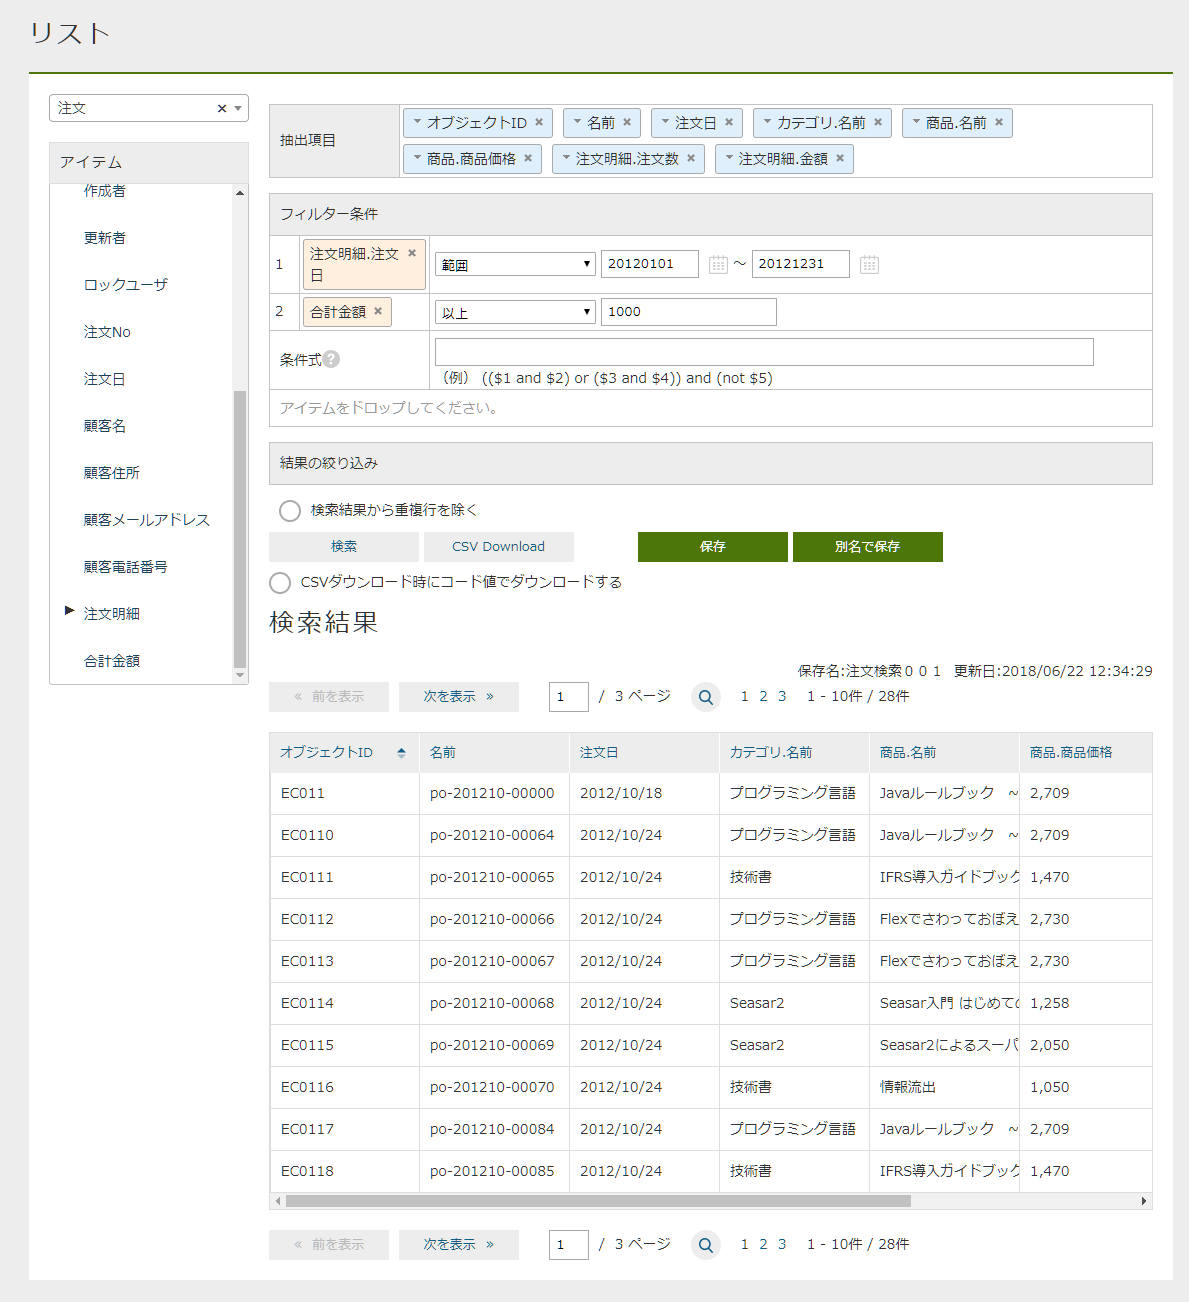 リスト
注文 ×
アイテム
作成者
更新者
ロックユーザ
注文No
注文日
顧客名
顧客住所
顧客メールアドレス
顧客電話番号
注文明細
合計金額
抽出項目
オブジェクトID × 名前 × 注文日 × カテゴリ.名前 × 商品.名前 ×
商品.商品価格 × 注文明細.注文数 × 注文明細.金額 ×
フィルター条件
1 注文明細.注文日 × 範囲 20120101 ～ 20121231
2 合計金額 × 以上 1000
条件式 ?
（例） (($1 and $2) or ($3 and $4)) and (not $5)
アイテムをドロップしてください。
結果の絞り込み
検索結果から重複行を除く
検索 CSV Download 保存 別名で保存
CSVダウンロード時にコード値でダウンロードする
検索結果
保存名:注文検索００１ 更新日:2018/06/22 12:34:29
« 前を表示 次を表示 » 1 / 3 ページ 1 2 3 1 - 10件 / 28件
オブジェクトID 名前 注文日 カテゴリ.名前 商品.名前 商品.商品価格
EC011 po-201210-00000 2012/10/18 プログラミング言語 Javaルールブック ～ 2,709
EC0110 po-201210-00064 2012/10/24 プログラミング言語 Javaルールブック ～ 2,709
EC0111 po-201210-00065 2012/10/24 技術書 IFRS導入ガイドブック 1,470
EC0112 po-201210-00066 2012/10/24 プログラミング言語 Flexでさわっておぼえ 2,730
EC0113 po-201210-00067 2012/10/24 プログラミング言語 Flexでさわっておぼえ 2,730
EC0114 po-201210-00068 2012/10/24 Seasar2 Seasar入門 はじめての 1,258
EC0115 po-201210-00069 2012/10/24 Seasar2 Seasar2によるスーパ 2,050
EC0116 po-201210-00070 2012/10/24 技術書 情報流出 1,050
EC0117 po-201210-00084 2012/10/24 プログラミング言語 Javaルールブック ～ 2,709
EC0118 po-201210-00085 2012/10/24 技術書 IFRS導入ガイドブック 1,470
« 前を表示 次を表示 » 1 / 3 ページ 1 2 3 1 - 10件 / 28件